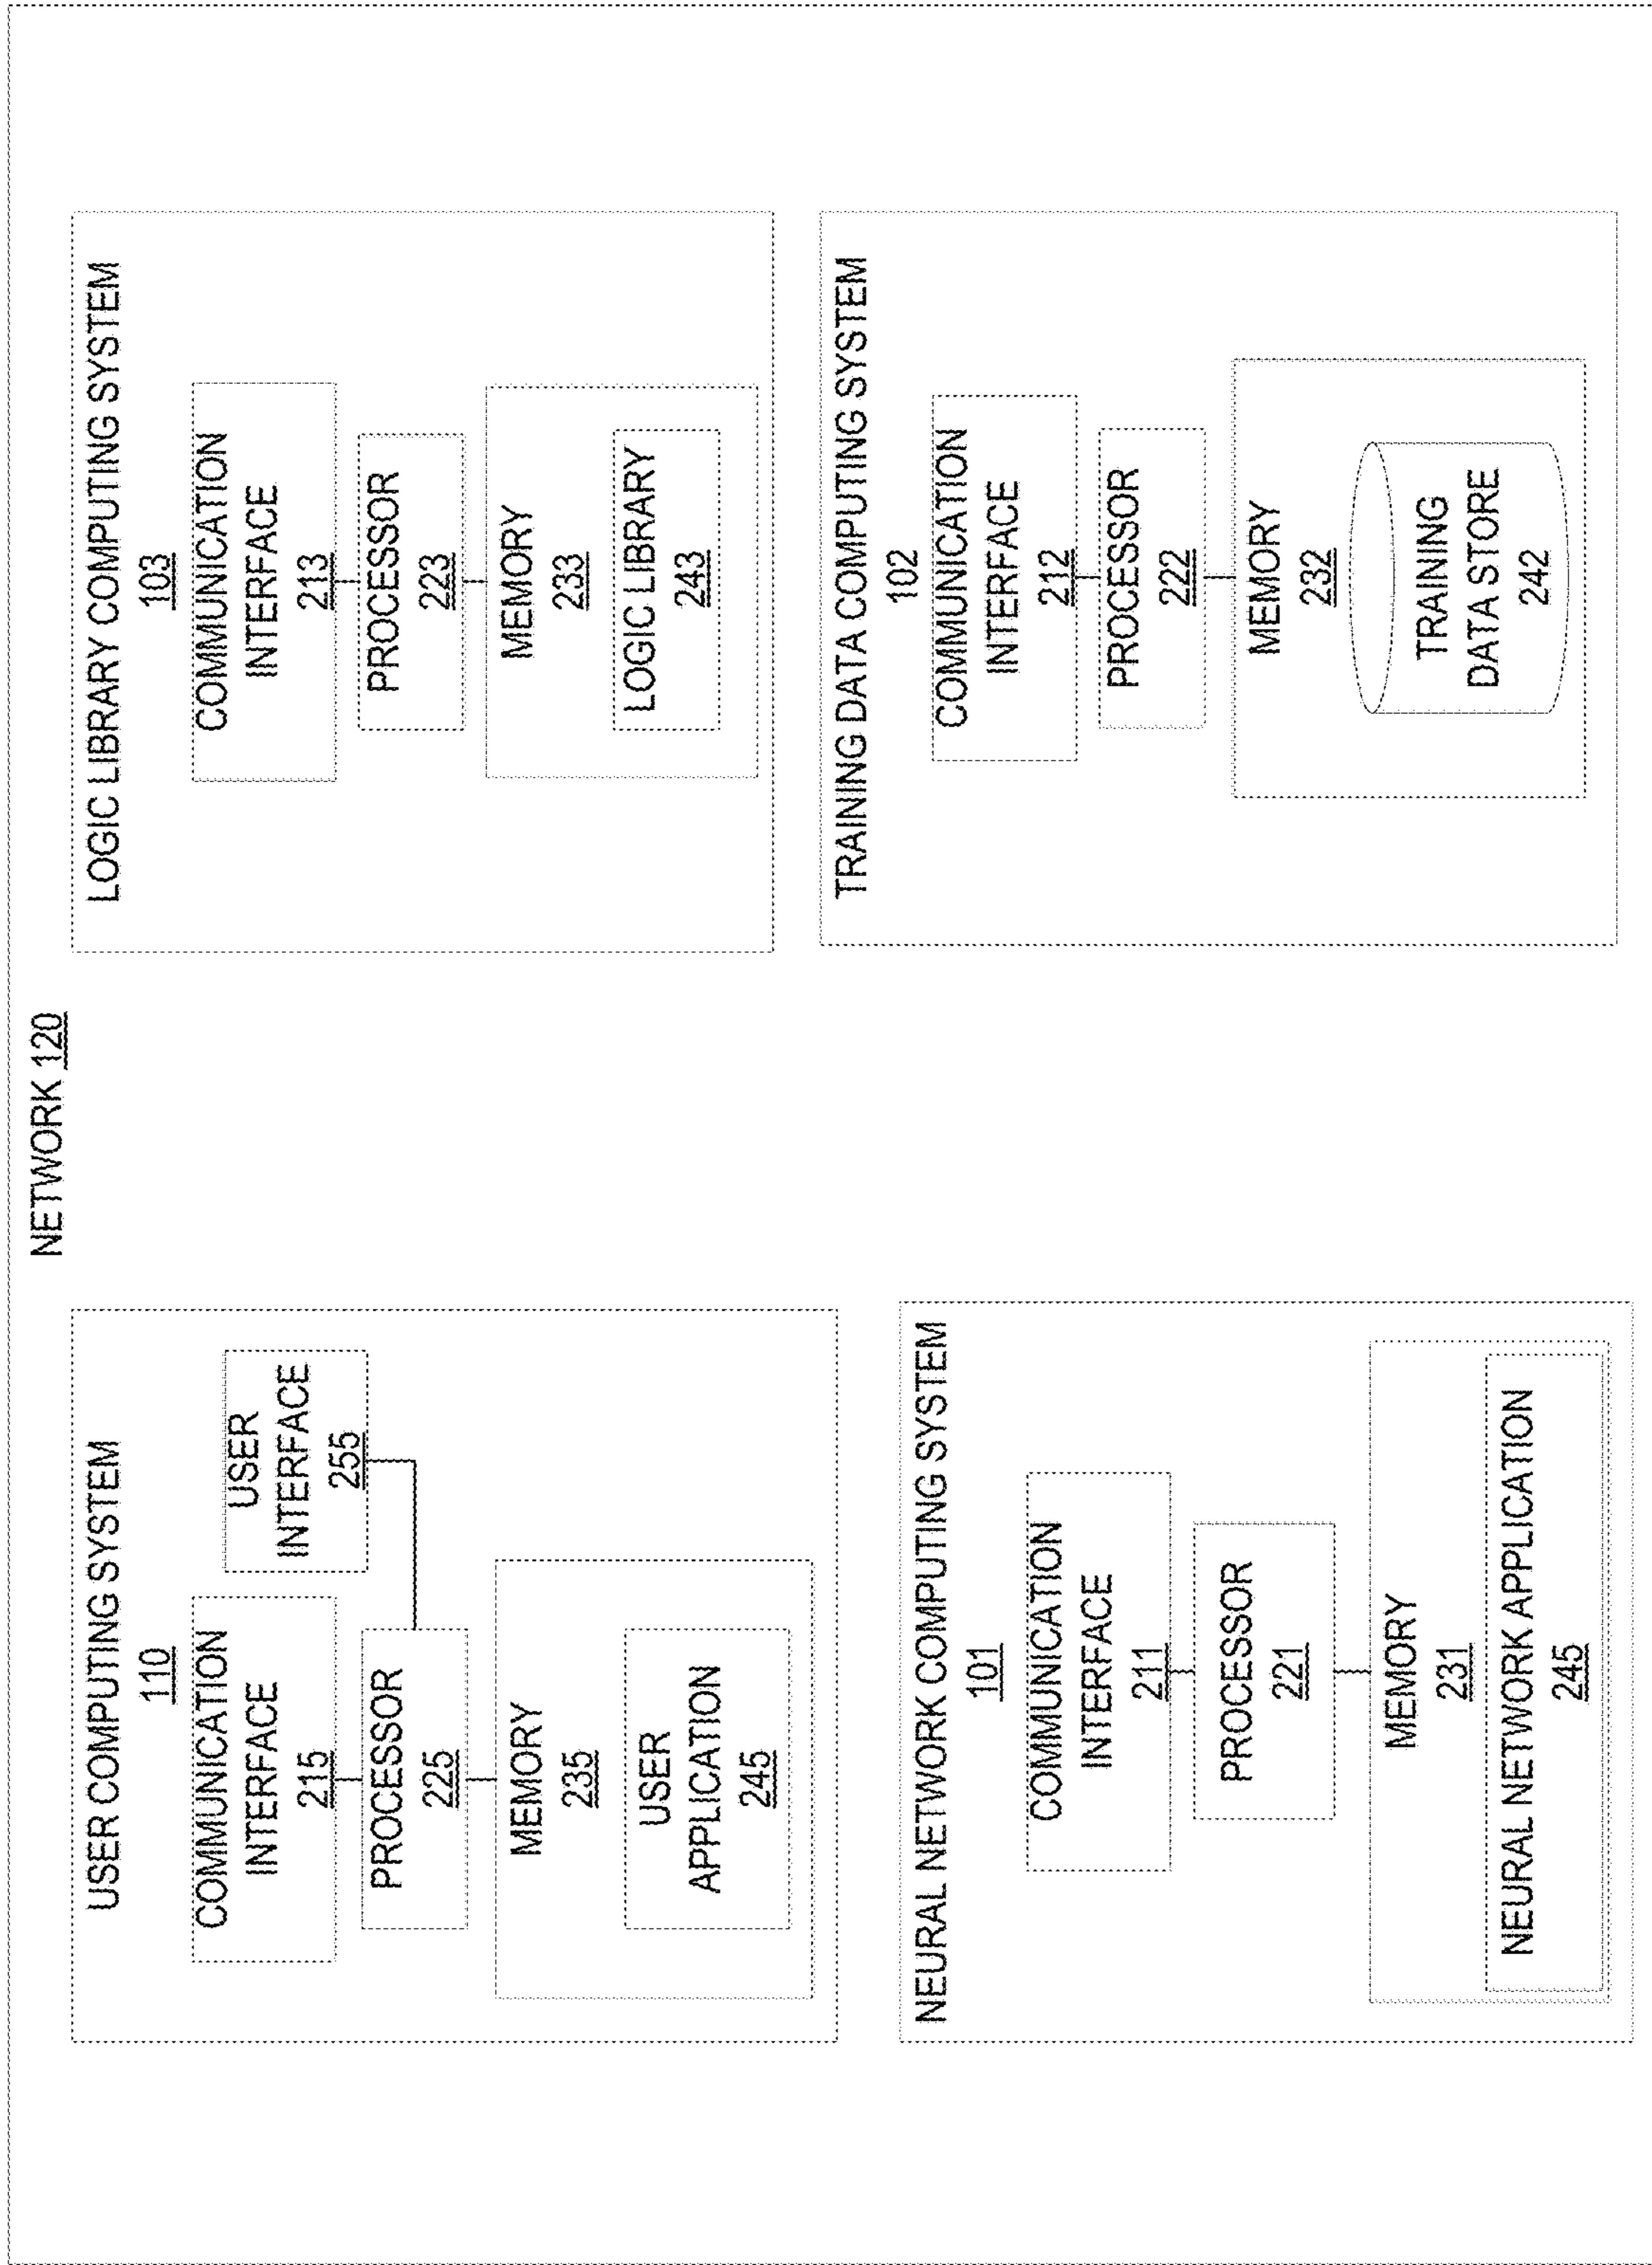 NETWORK 120
USER COMPUTING SYSTEM
110
COMMUNICATION
INTERFACE
215
USER
INTERFACE
255
PROCESSOR
225
MEMORY
235
USER
APPLICATION
245
LOGIC LIBRARY COMPUTING SYSTEM
103
COMMUNICATION
INTERFACE
213
PROCESSOR
223
MEMORY
233
LOGIC LIBRARY
243
NEURAL NETWORK COMPUTING SYSTEM
101
COMMUNICATION
INTERFACE
211
PROCESSOR
221
MEMORY
231
NEURAL NETWORK APPLICATION
245
TRAINING DATA COMPUTING SYSTEM
102
COMMUNICATION
INTERFACE
212
PROCESSOR
222
MEMORY
232
TRAINING
DATA STORE
242